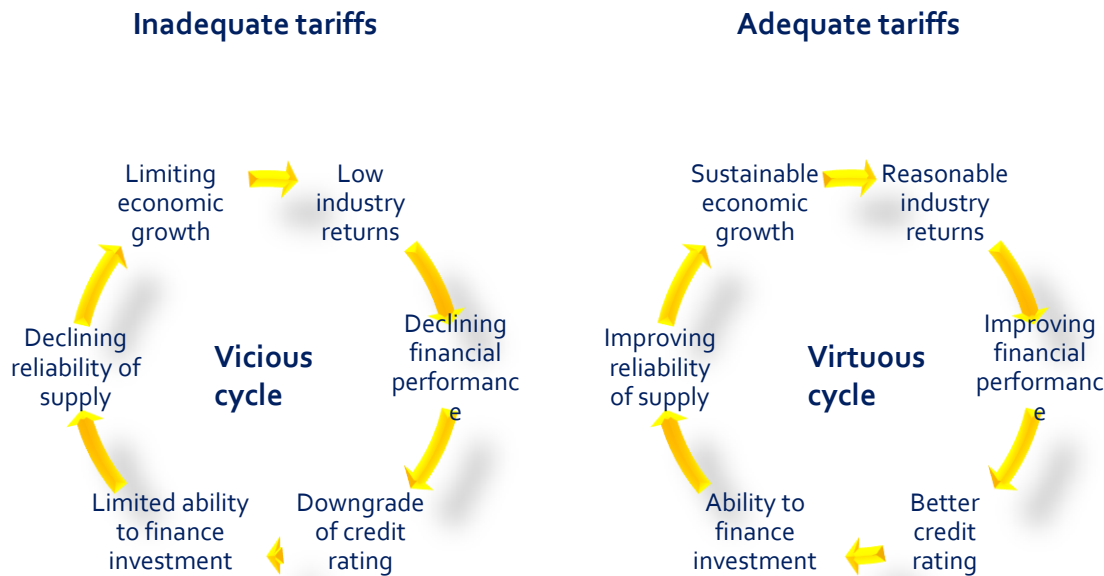 Inadequate tariffs
Limiting
economic
growth
Low
industry
returns
Declining
financial
performanc
e
Downgrade
of credit
rating
Limited ability
to finance
investment
Declining
reliability of
supply
Vicious
cycle
Adequate tariffs
Sustainable
economic
growth
Reasonable
industry
returns
Improving
financial
performanc
e
Better
credit
rating
Ability to
finance
investment
Improving
reliability
of supply
Virtuous
cycle